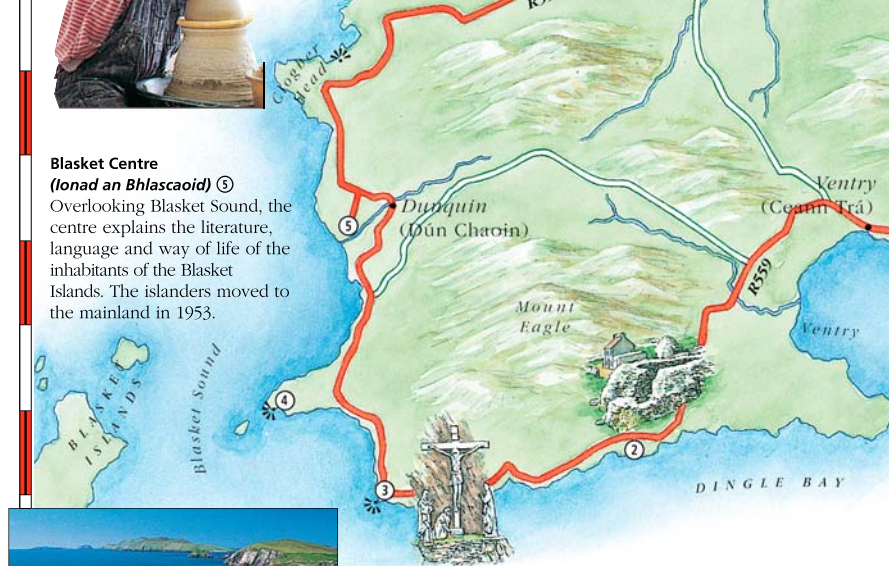 Clogher
Head
Blasket Centre
(Ionad an Bhlascaoid) ⑤
Overlooking Blasket Sound, the
centre explains the literature,
language and way of life of the
inhabitants of the Blasket
Islands. The islanders moved to
the mainland in 1953.
Ventry
(Ceann Trá)
Dunquin
(Dún Chaoin)
⑤
R559
Mount
Eagle
Ventry
BLASKET
ISLANDS
Blasket Sound
④
②
③
DINGLE BAY